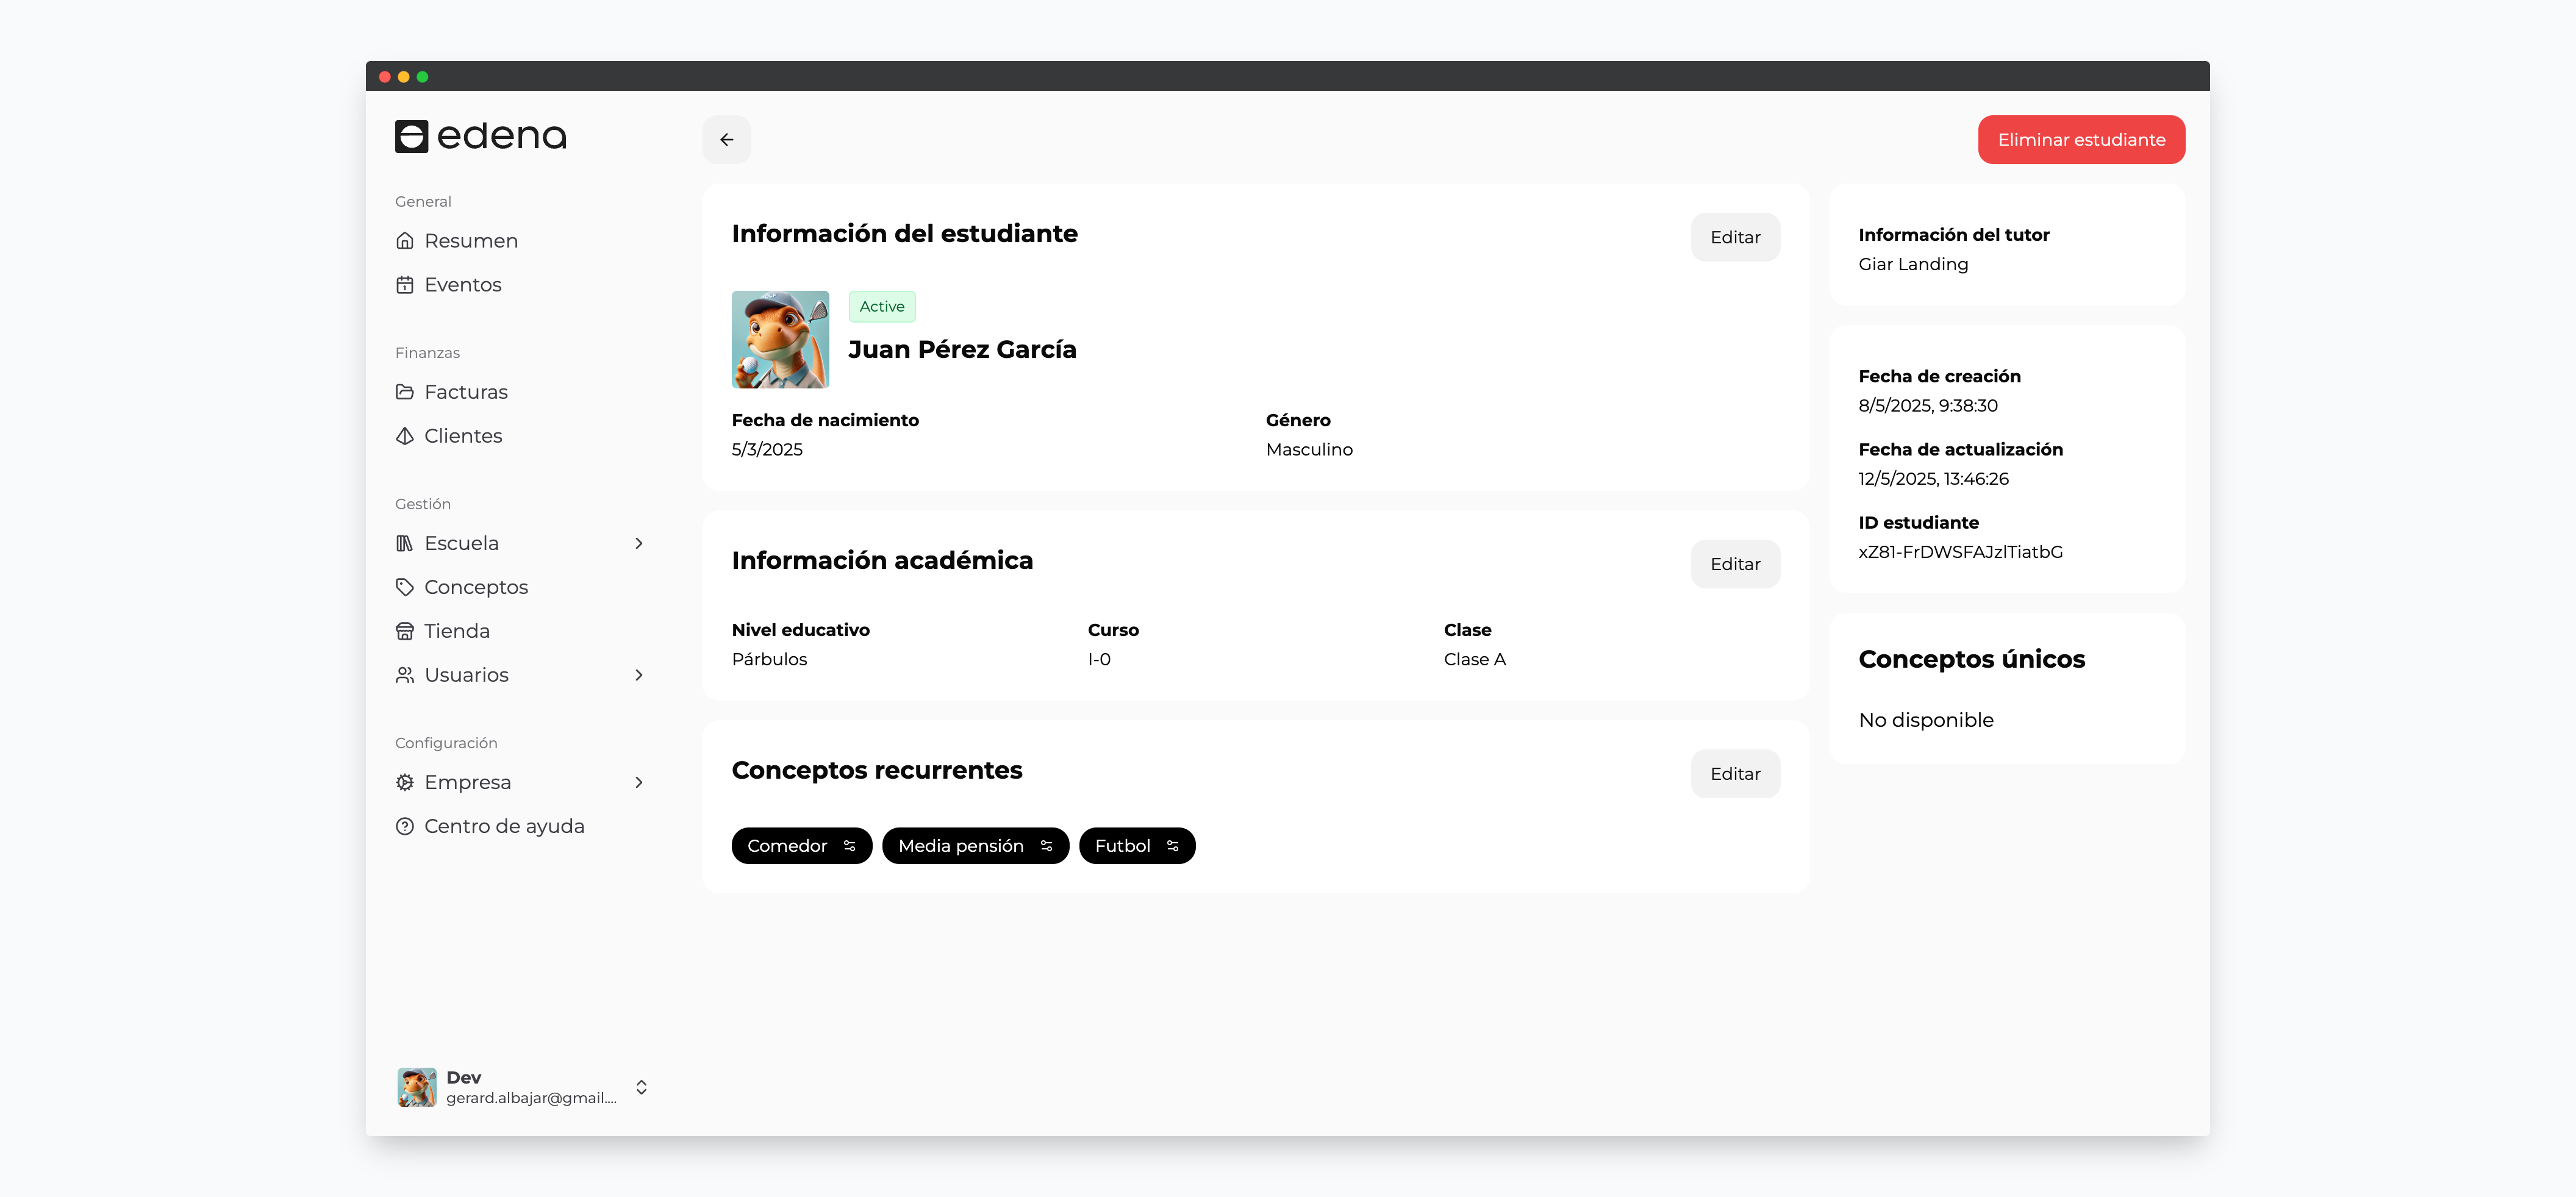 edena
General
Resumen
Eventos
Finanzas
Facturas
Clientes
Gestión
Escuela
Conceptos
Tienda
Usuarios
Configuración
Empresa
Centro de ayuda
Dev
gerard.albajar@gmail....
Eliminar estudiante
Información del estudiante
Editar
Active
Juan Pérez García
Fecha de nacimiento
5/3/2025
Género
Masculino
Información académica
Editar
Nivel educativo
Párbulos
Curso
I-0
Clase
Clase A
Conceptos recurrentes
Editar
Comedor
Media pensión
Futbol
Información del tutor
Giar Landing
Fecha de creación
8/5/2025, 9:38:30
Fecha de actualización
12/5/2025, 13:46:26
ID estudiante
xZ81-FrDWSFAJzlTiatbG
Conceptos únicos
No disponible